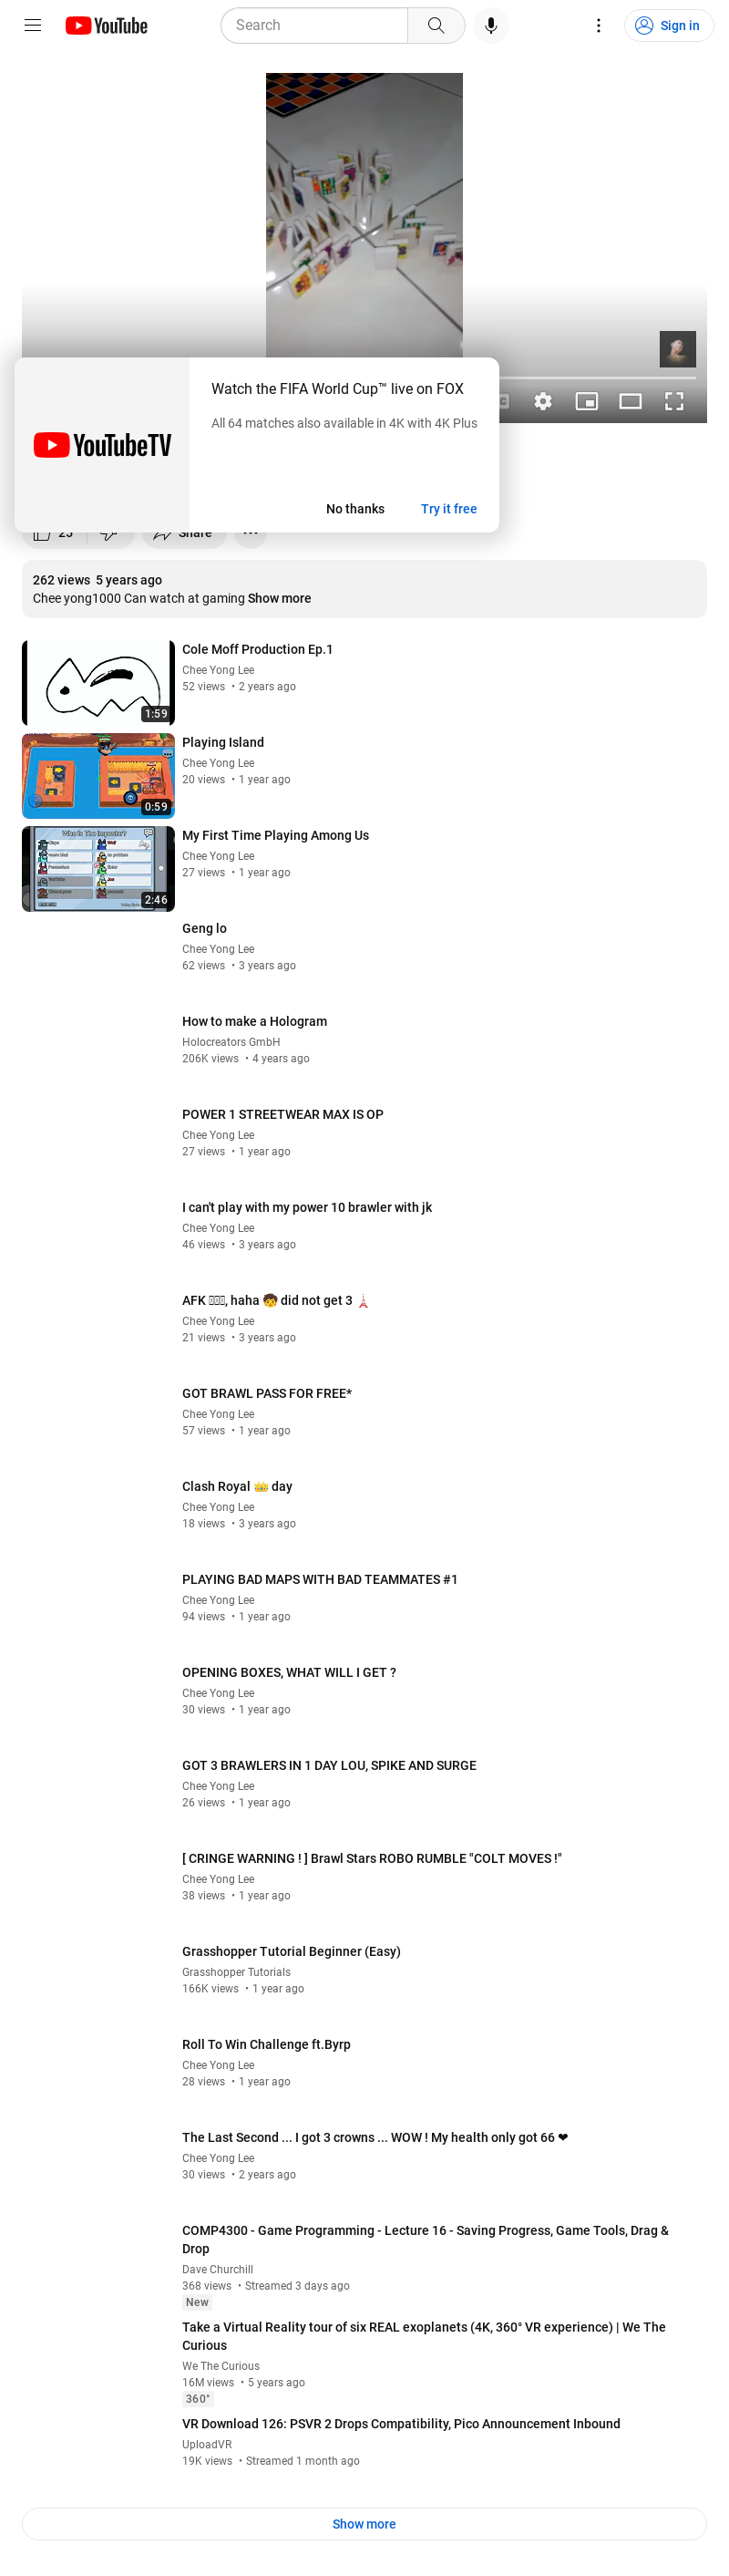 YouTube
Search
Sign in
Watch the FIFA World Cup™ live on FOX
All 64 matches also available in 4K with 4K Plus
YouTubeTV
No thanks
Try it free
25
Share
262 views 5 years ago
Chee yong1000 Can watch at gaming Show more
Cole Moff Production Ep.1
Chee Yong Lee
52 views • 2 years ago
1:59
Playing Island
Chee Yong Lee
20 views • 1 year ago
0:59
My First Time Playing Among Us
Chee Yong Lee
27 views • 1 year ago
Who Is The Impostor?
2:46
Geng lo
Chee Yong Lee
62 views • 3 years ago
How to make a Hologram
Holocreators GmbH
206K views • 4 years ago
POWER 1 STREETWEAR MAX IS OP
Chee Yong Lee
27 views • 1 year ago
I can't play with my power 10 brawler with jk
Chee Yong Lee
46 views • 3 years ago
AFK , haha 🧒 did not get 3 🗼
Chee Yong Lee
21 views • 3 years ago
GOT BRAWL PASS FOR FREE*
Chee Yong Lee
57 views • 1 year ago
Clash Royal 👑 day
Chee Yong Lee
18 views • 3 years ago
PLAYING BAD MAPS WITH BAD TEAMMATES #1
Chee Yong Lee
94 views • 1 year ago
OPENING BOXES, WHAT WILL I GET ?
Chee Yong Lee
30 views • 1 year ago
GOT 3 BRAWLERS IN 1 DAY LOU, SPIKE AND SURGE
Chee Yong Lee
26 views • 1 year ago
[ CRINGE WARNING ! ] Brawl Stars ROBO RUMBLE "COLT MOVES !"
Chee Yong Lee
38 views • 1 year ago
Grasshopper Tutorial Beginner (Easy)
Grasshopper Tutorials
166K views • 1 year ago
Roll To Win Challenge ft.Byrp
Chee Yong Lee
28 views • 1 year ago
The Last Second ... I got 3 crowns ... WOW ! My health only got 66 ❤
Chee Yong Lee
30 views • 2 years ago
COMP4300 - Game Programming - Lecture 16 - Saving Progress, Game Tools, Drag &
Drop
Dave Churchill
368 views • Streamed 3 days ago
New
Take a Virtual Reality tour of six REAL exoplanets (4K, 360° VR experience) | We The
Curious
We The Curious
16M views • 5 years ago
360°
VR Download 126: PSVR 2 Drops Compatibility, Pico Announcement Inbound
UploadVR
19K views • Streamed 1 month ago
Show more